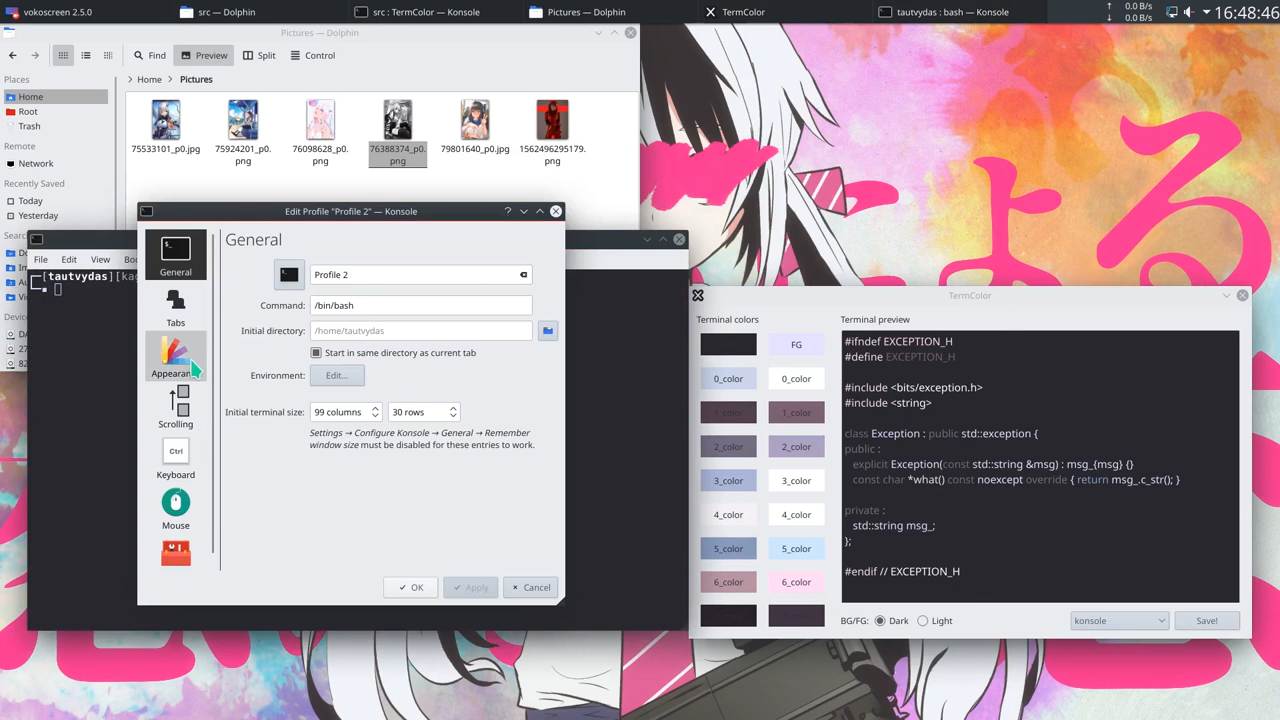 vokoscreen 2.5.0
src — Dolphin
src : TermColor — Konsole
Pictures — Dolphin
TermColor
tautvydas : bash — Konsole
↑ 0.0 B/s
↓ 0.0 B/s
16:48:46
Pictures — Dolphin
Find
Preview
Split
Control
Places
Home
Root
Trash
Remote
Network
Recently Saved
Today
Yesterday
Home
Pictures
75533101_p0.jpg
75924201_p0.
png
76098628_p0.
png
76388374_p0.
png
79801640_p0.jpg
1562496295179.
png
File
Edit
View
[tautvydas]
Edit Profile "Profile 2" — Konsole
General
Tabs
Scrolling
Ctrl
Keyboard
Mouse
General
Profile 2
Command:
/bin/bash
Initial directory:
/home/tautvydas
Start in same directory as current tab
Environment:
Edit...
Initial terminal size:
99 columns
30 rows
Settings → Configure Konsole → General → Remember
window size must be disabled for these entries to work.
OK
Apply
Cancel
TermColor
Terminal colors
FG
0_color
0_color
1_color
1_color
2_color
2_color
3_color
3_color
4_color
4_color
5_color
5_color
6_color
6_color
Terminal preview
#ifndef EXCEPTION_H
#define EXCEPTION_H
#include <bits/exception.h>
#include <string>
class Exception : public std::exception {
public :
explicit Exception(const std::string &msg) : msg_{msg} {}
const char *what() const noexcept override { return msg_.c_str(); }
private :
std::string msg_;
};
#endif // EXCEPTION_H
BG/FG:
Dark
Light
konsole
Save!
よる